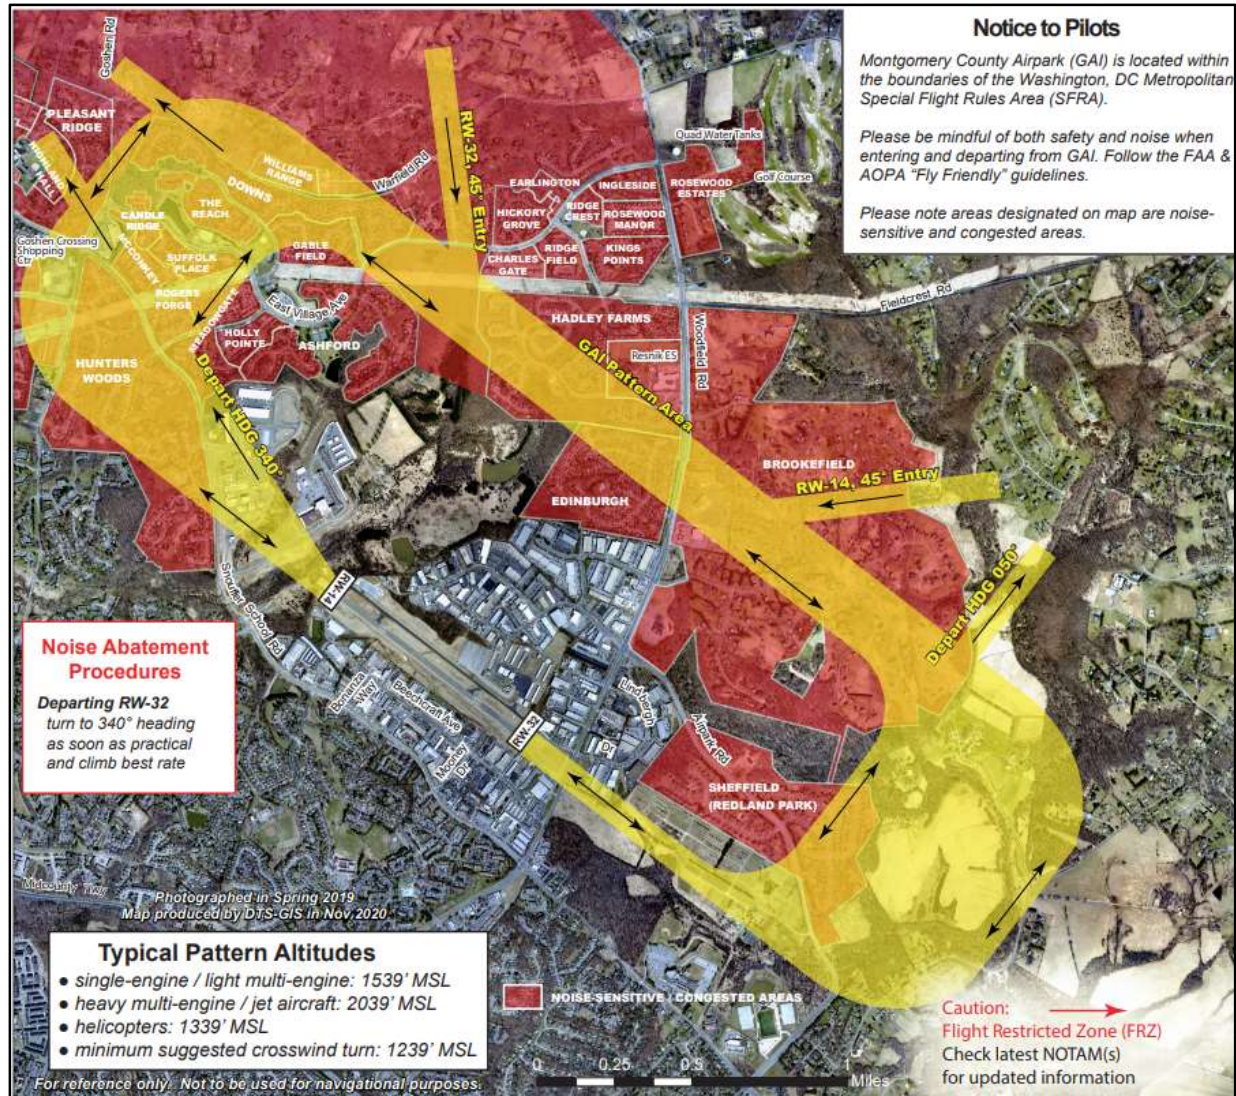 Notice to Pilots
Montgomery County Airpark (GAI) is located within
the boundaries of the Washington, DC Metropolitan
Special Flight Rules Area (SFRA).
Please be mindful of both safety and noise when
entering and departing from GAI. Follow the FAA &
AOPA “Fly Friendly” guidelines.
Please note areas designated on map are noise-
sensitive and congested areas.
Goshen Rd
PLEASANT
RIDGE
HIGHLAND
HALL
WILLIAMS
RANGE
Warfield Rd
RW-32, 45° Entry
Quad Water Tanks
Golf Course
DOWNS
THE
REACH
CANDLE
RIDGE
EARLINGTON
INGLESIDE
ROSEWOOD
ESTATES
HICKORY
GROVE
RIDGE
CREST
ROSEWOOD
MANOR
Goshen Crossing
Shopping
Ctr
MCCONKEY
SUFFOLK
PLACE
GABLE
FIELD
CHARLES
GATE
RIDGE
FIELD
KINGS
POINTS
ROGERS
FORGE
East Village Ave
Fieldcrest Rd
MEADOWGATE
HOLLY
POINTE
ASHFORD
HADLEY FARMS
Woodfield Rd
Resnik ES
HUNTERS
WOODS
Depart HDG 340°
GAI Pattern Area
BROOKEFIELD
RW-14, 45° Entry
EDINBURGH
Depart HDG 050°
Snouffer School Rd
RW-14
Noise Abatement
Procedures
Departing RW-32
turn to 340° heading
as soon as practical
and climb best rate
Bonanza
Way
Beechcraft Ave
Mooney
Dr
RW-32
Lindbergh
Dr
Airpark Rd
SHEFFIELD
(REDLAND PARK)
Midcounty Hwy
Photographed in Spring 2019
Map produced by DTS-GIS in Nov,2020
Typical Pattern Altitudes
● single-engine / light multi-engine: 1539’ MSL
● heavy multi-engine / jet aircraft: 2039’ MSL
● helicopters: 1339’ MSL
● minimum suggested crosswind turn: 1239’ MSL
For reference only. Not to be used for navigational purposes.
NOISE-SENSITIVE / CONGESTED AREAS
0 0.25 0.5 1
Miles
Caution:
Flight Restricted Zone (FRZ)
Check latest NOTAM(s)
for updated information